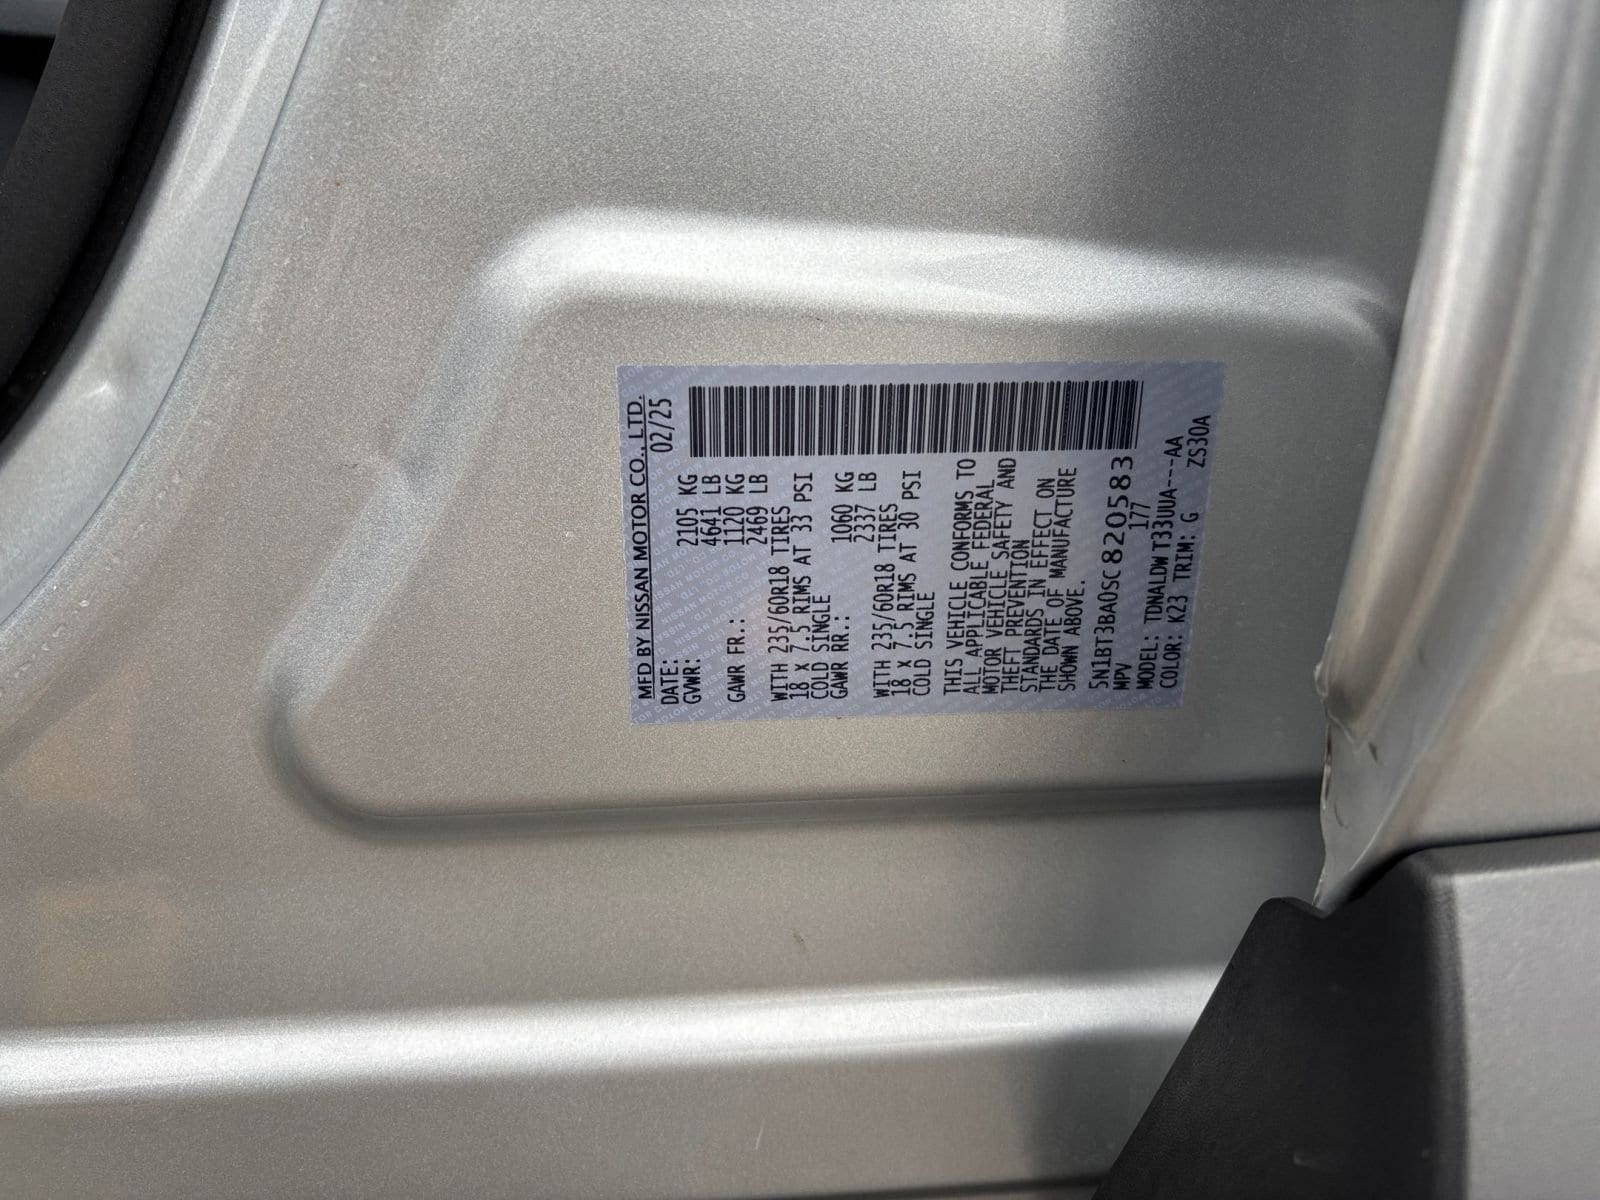 MFD BY NISSAN MOTOR CO., LTD.
DATE: 02/25
GVWR: 2105 KG
4641 LB
GAWR FR.: 1120 KG
2469 LB
WITH 235/60R18 TIRES
18 X 7.5 RIMS AT 33 PSI
COLD SINGLE
GAWR RR.: 1060 KG
2337 LB
WITH 235/60R18 TIRES
18 X 7.5 RIMS AT 30 PSI
COLD SINGLE
THIS VEHICLE CONFORMS TO
ALL APPLICABLE FEDERAL
MOTOR VEHICLE SAFETY AND
THEFT PREVENTION
STANDARDS IN EFFECT ON
THE DATE OF MANUFACTURE
SHOWN ABOVE.
5N1BT3BA0SC820583
MPV 177
MODEL: TDNALDW T33UUA---AA
COLOR: K23 TRIM: G ZS30A